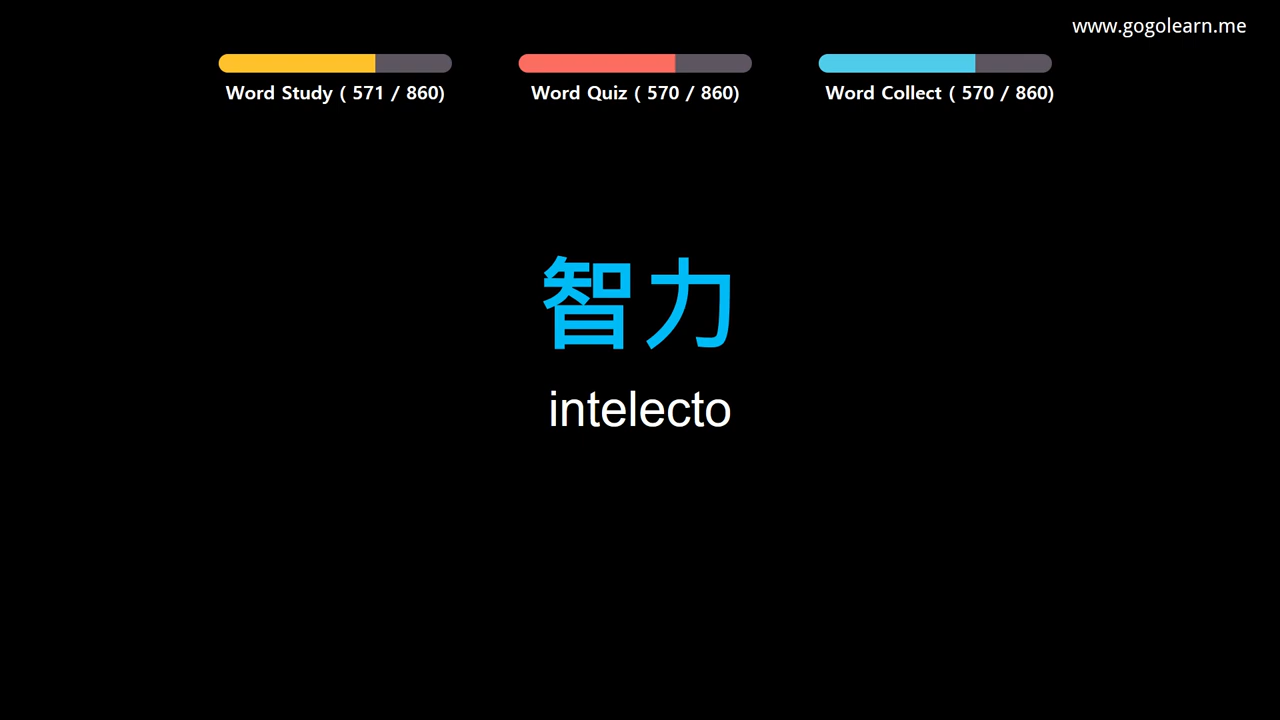 www.gogolearn.me
Word Study ( 571 / 860)
Word Quiz ( 570 / 860)
Word Collect ( 570 / 860)
智力
intelecto